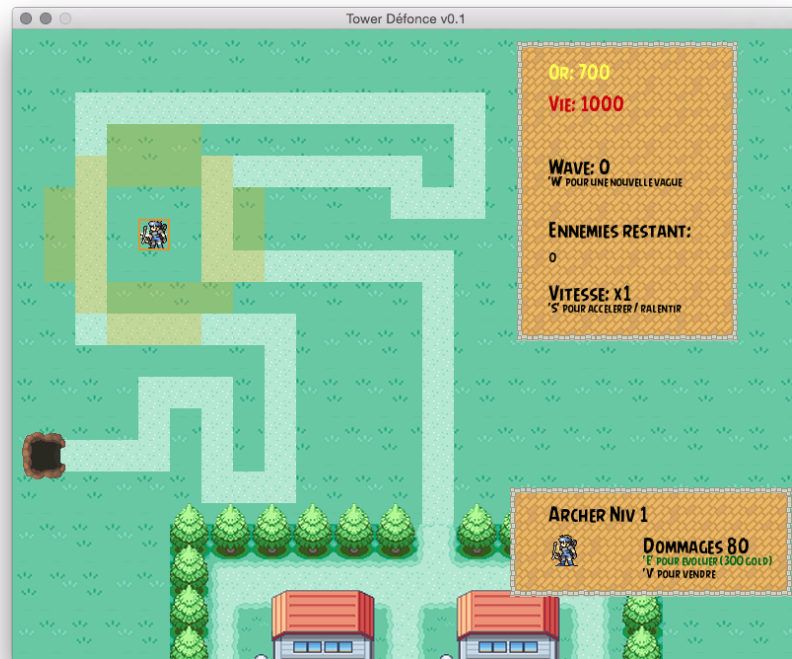 Tower Défonce v0.1
Or: 700
Vie: 1000
Wave: 0
'W' pour une nouvelle vague
Ennemies restant:
0
Vitesse: x1
'S' pour accelerer / ralentir
Archer Niv 1
Dommages 80
'E' pour evoluer (300 gold)
'V' pour vendre